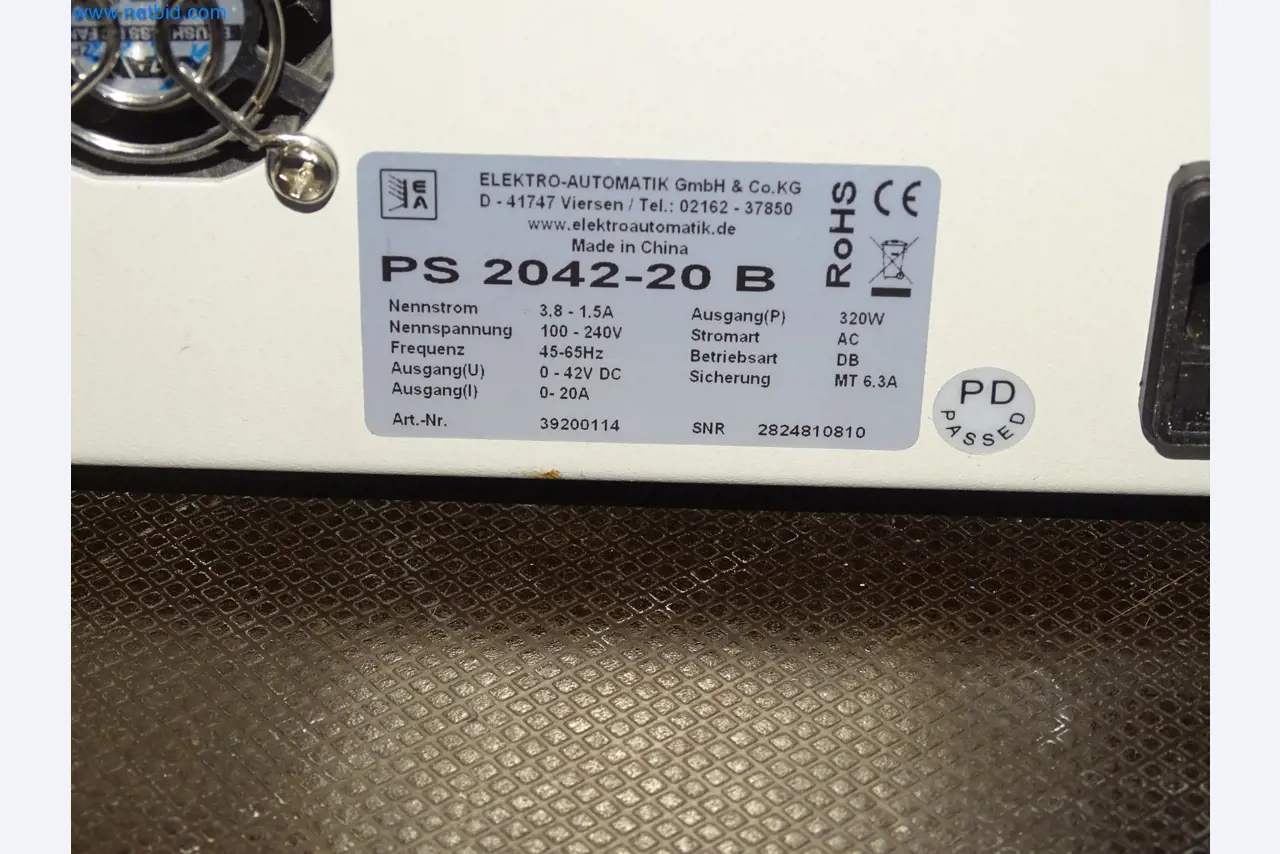 www.netbid.com
EA
ELEKTRO-AUTOMATIK GmbH & Co.KG
D - 41747 Viersen / Tel.: 02162 - 37850
www.elektroautomatik.de
Made in China
RoHS
CE
PS 2042-20 B
Nennstrom 3.8 - 1.5A
Nennspannung 100 - 240V
Frequenz 45-65Hz
Ausgang(U) 0 - 42V DC
Ausgang(I) 0- 20A
Ausgang(P) 320W
Stromart AC
Betriebsart DB
Sicherung MT 6.3A
Art.-Nr. 39200114 SNR 2824810810
PD
PASSED